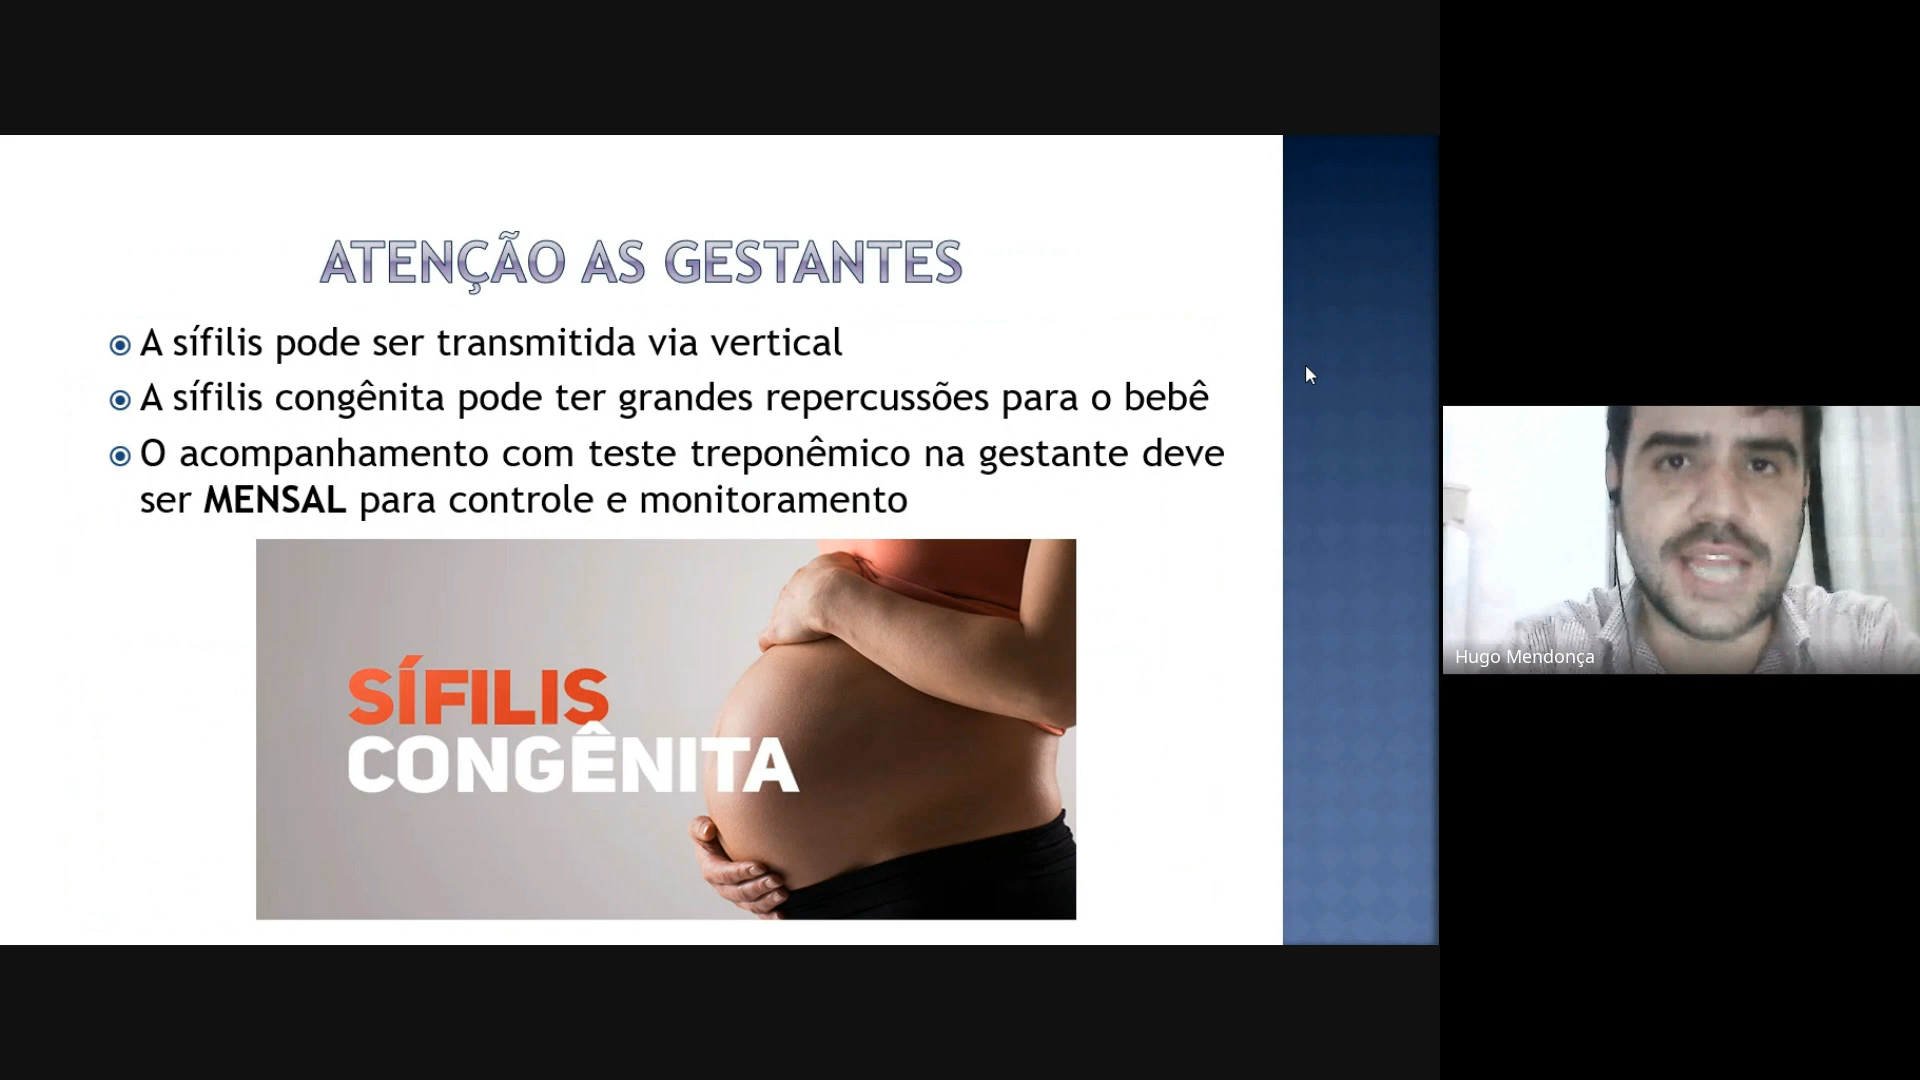 ATENÇÃO AS GESTANTES
A sífilis pode ser transmitida via vertical
A sífilis congênita pode ter grandes repercussões para o bebê
O acompanhamento com teste treponêmico na gestante deve
ser MENSAL para controle e monitoramento
SÍFILIS
CONGÊNITA
Hugo Mendonça